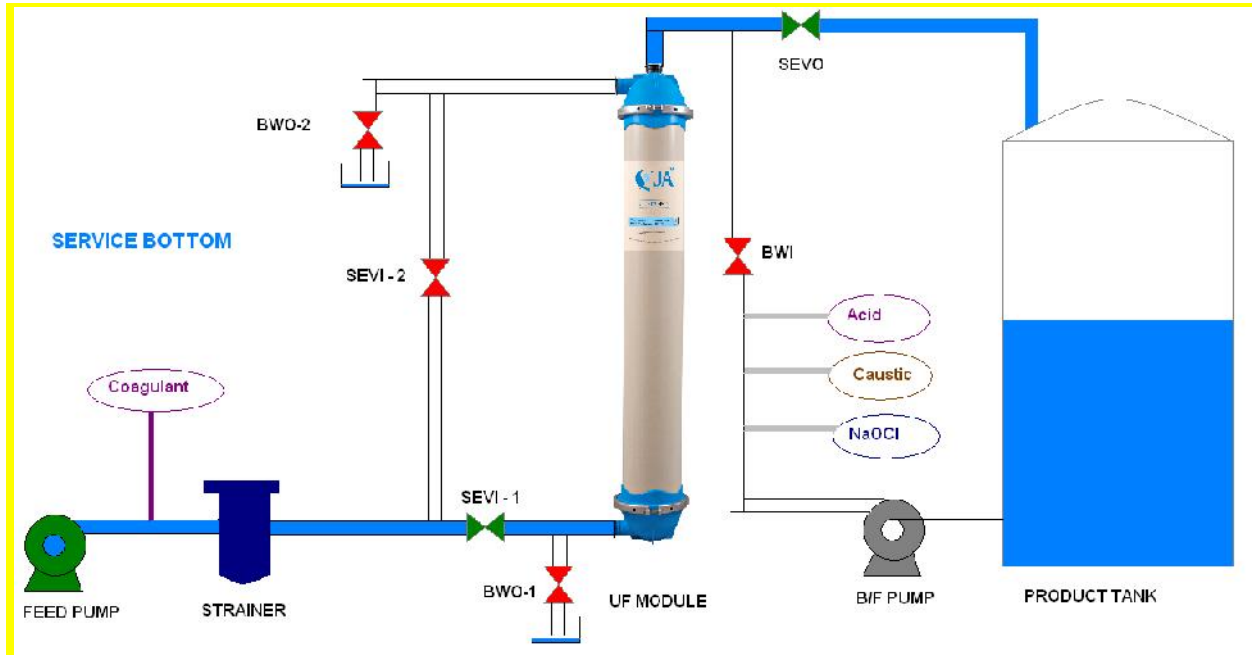 SEVO
BWO-2
QUA
SERVICE BOTTOM
BWI
SEVI - 2
Acid
Coagulant
Caustic
NaOCl
SEVI - 1
BWO-1
UF MODULE
B/F PUMP
PRODUCT TANK
FEED PUMP
STRAINER